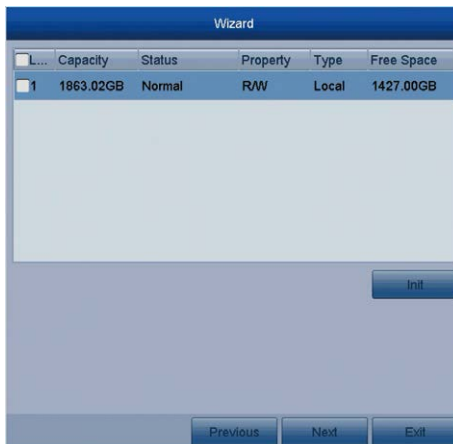 Wizard
L... Capacity Status Property Type Free Space
1 1863.02GB Normal R/W Local 1427.00GB
Init
Previous Next Exit